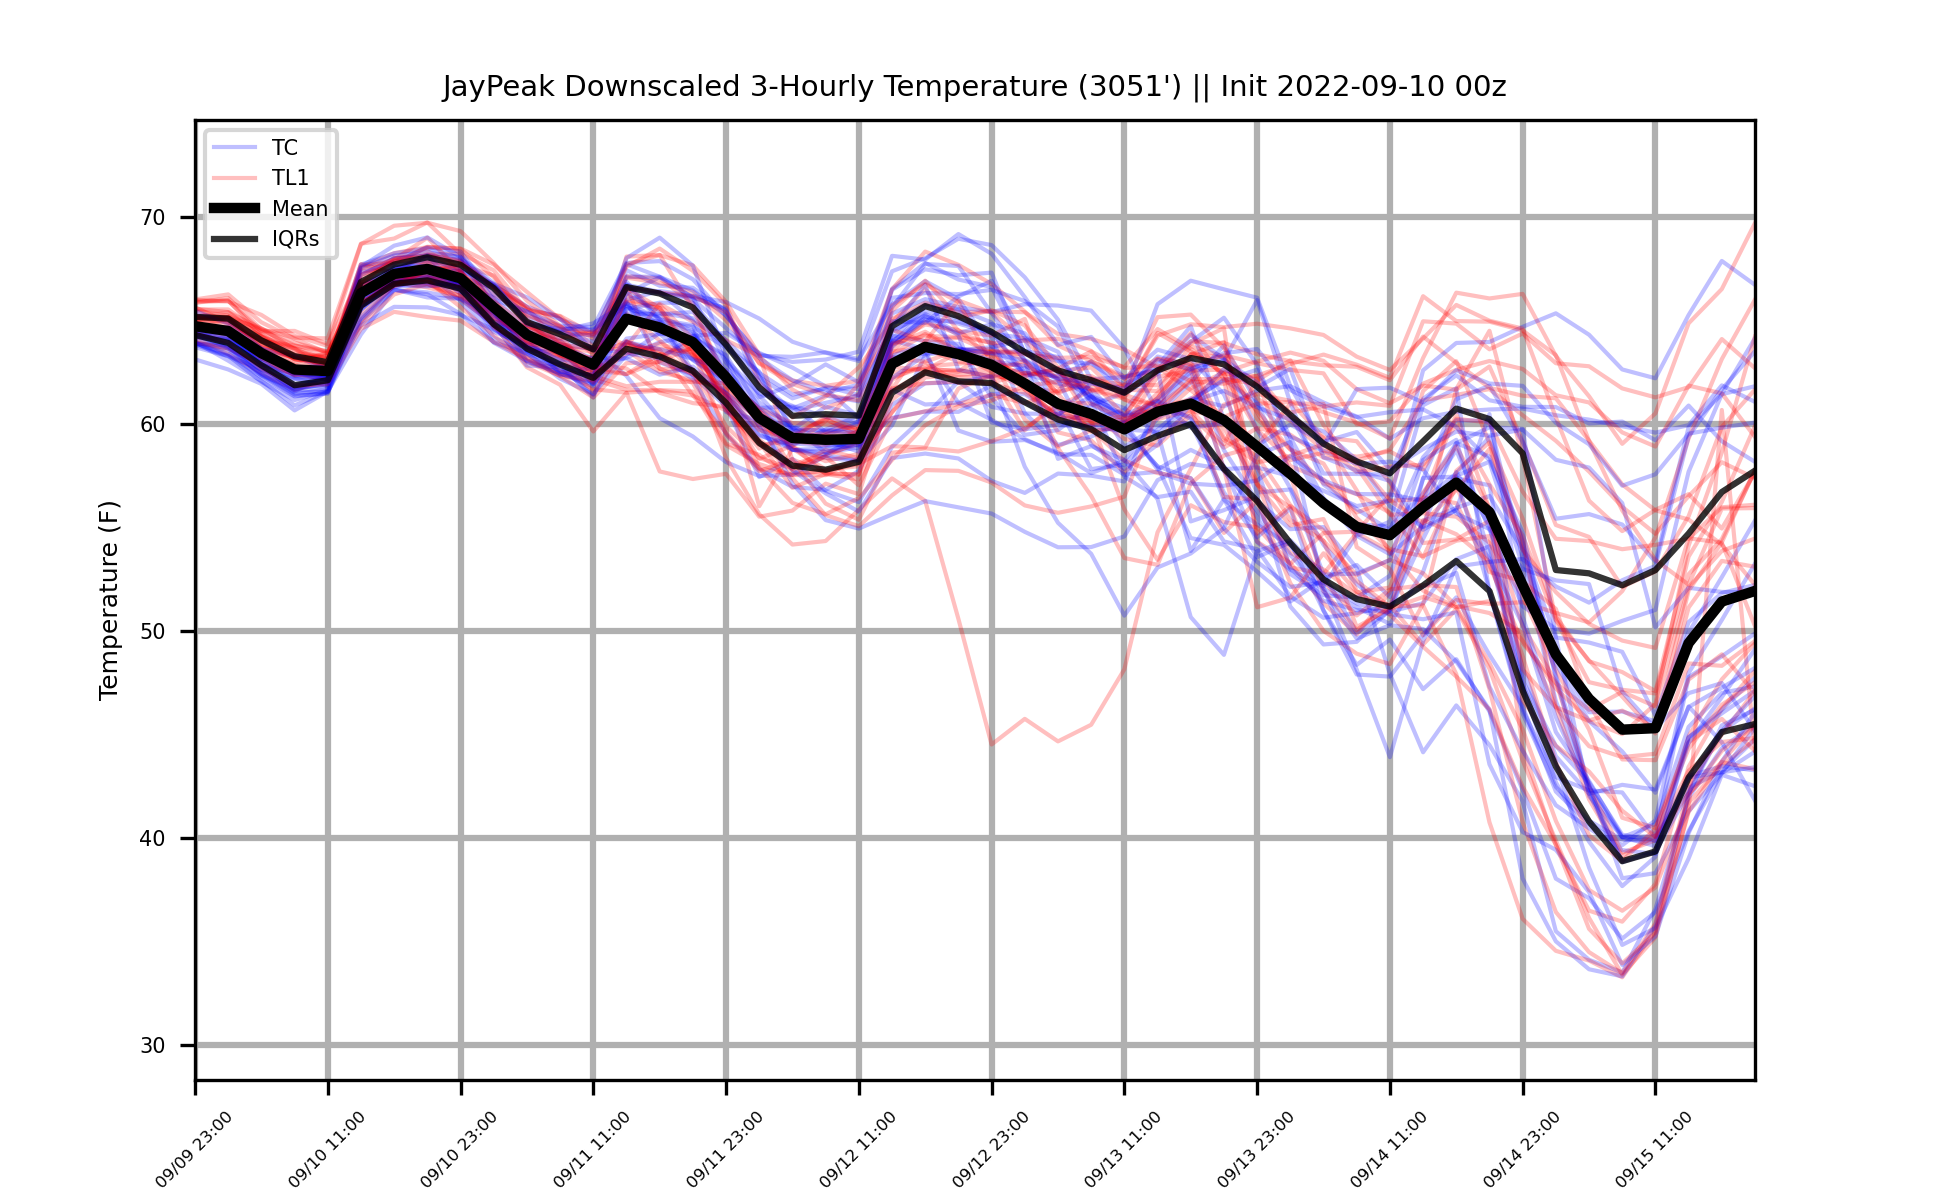 JayPeak Downscaled 3-Hourly Temperature (3051') || Init 2022-09-10 00z
TC
TL1
Mean
IQRs
Temperature (F)
70
60
50
40
30
09/09 23:00
09/10 11:00
09/10 23:00
09/11 11:00
09/11 23:00
09/12 11:00
09/12 23:00
09/13 11:00
09/13 23:00
09/14 11:00
09/14 23:00
09/15 11:00